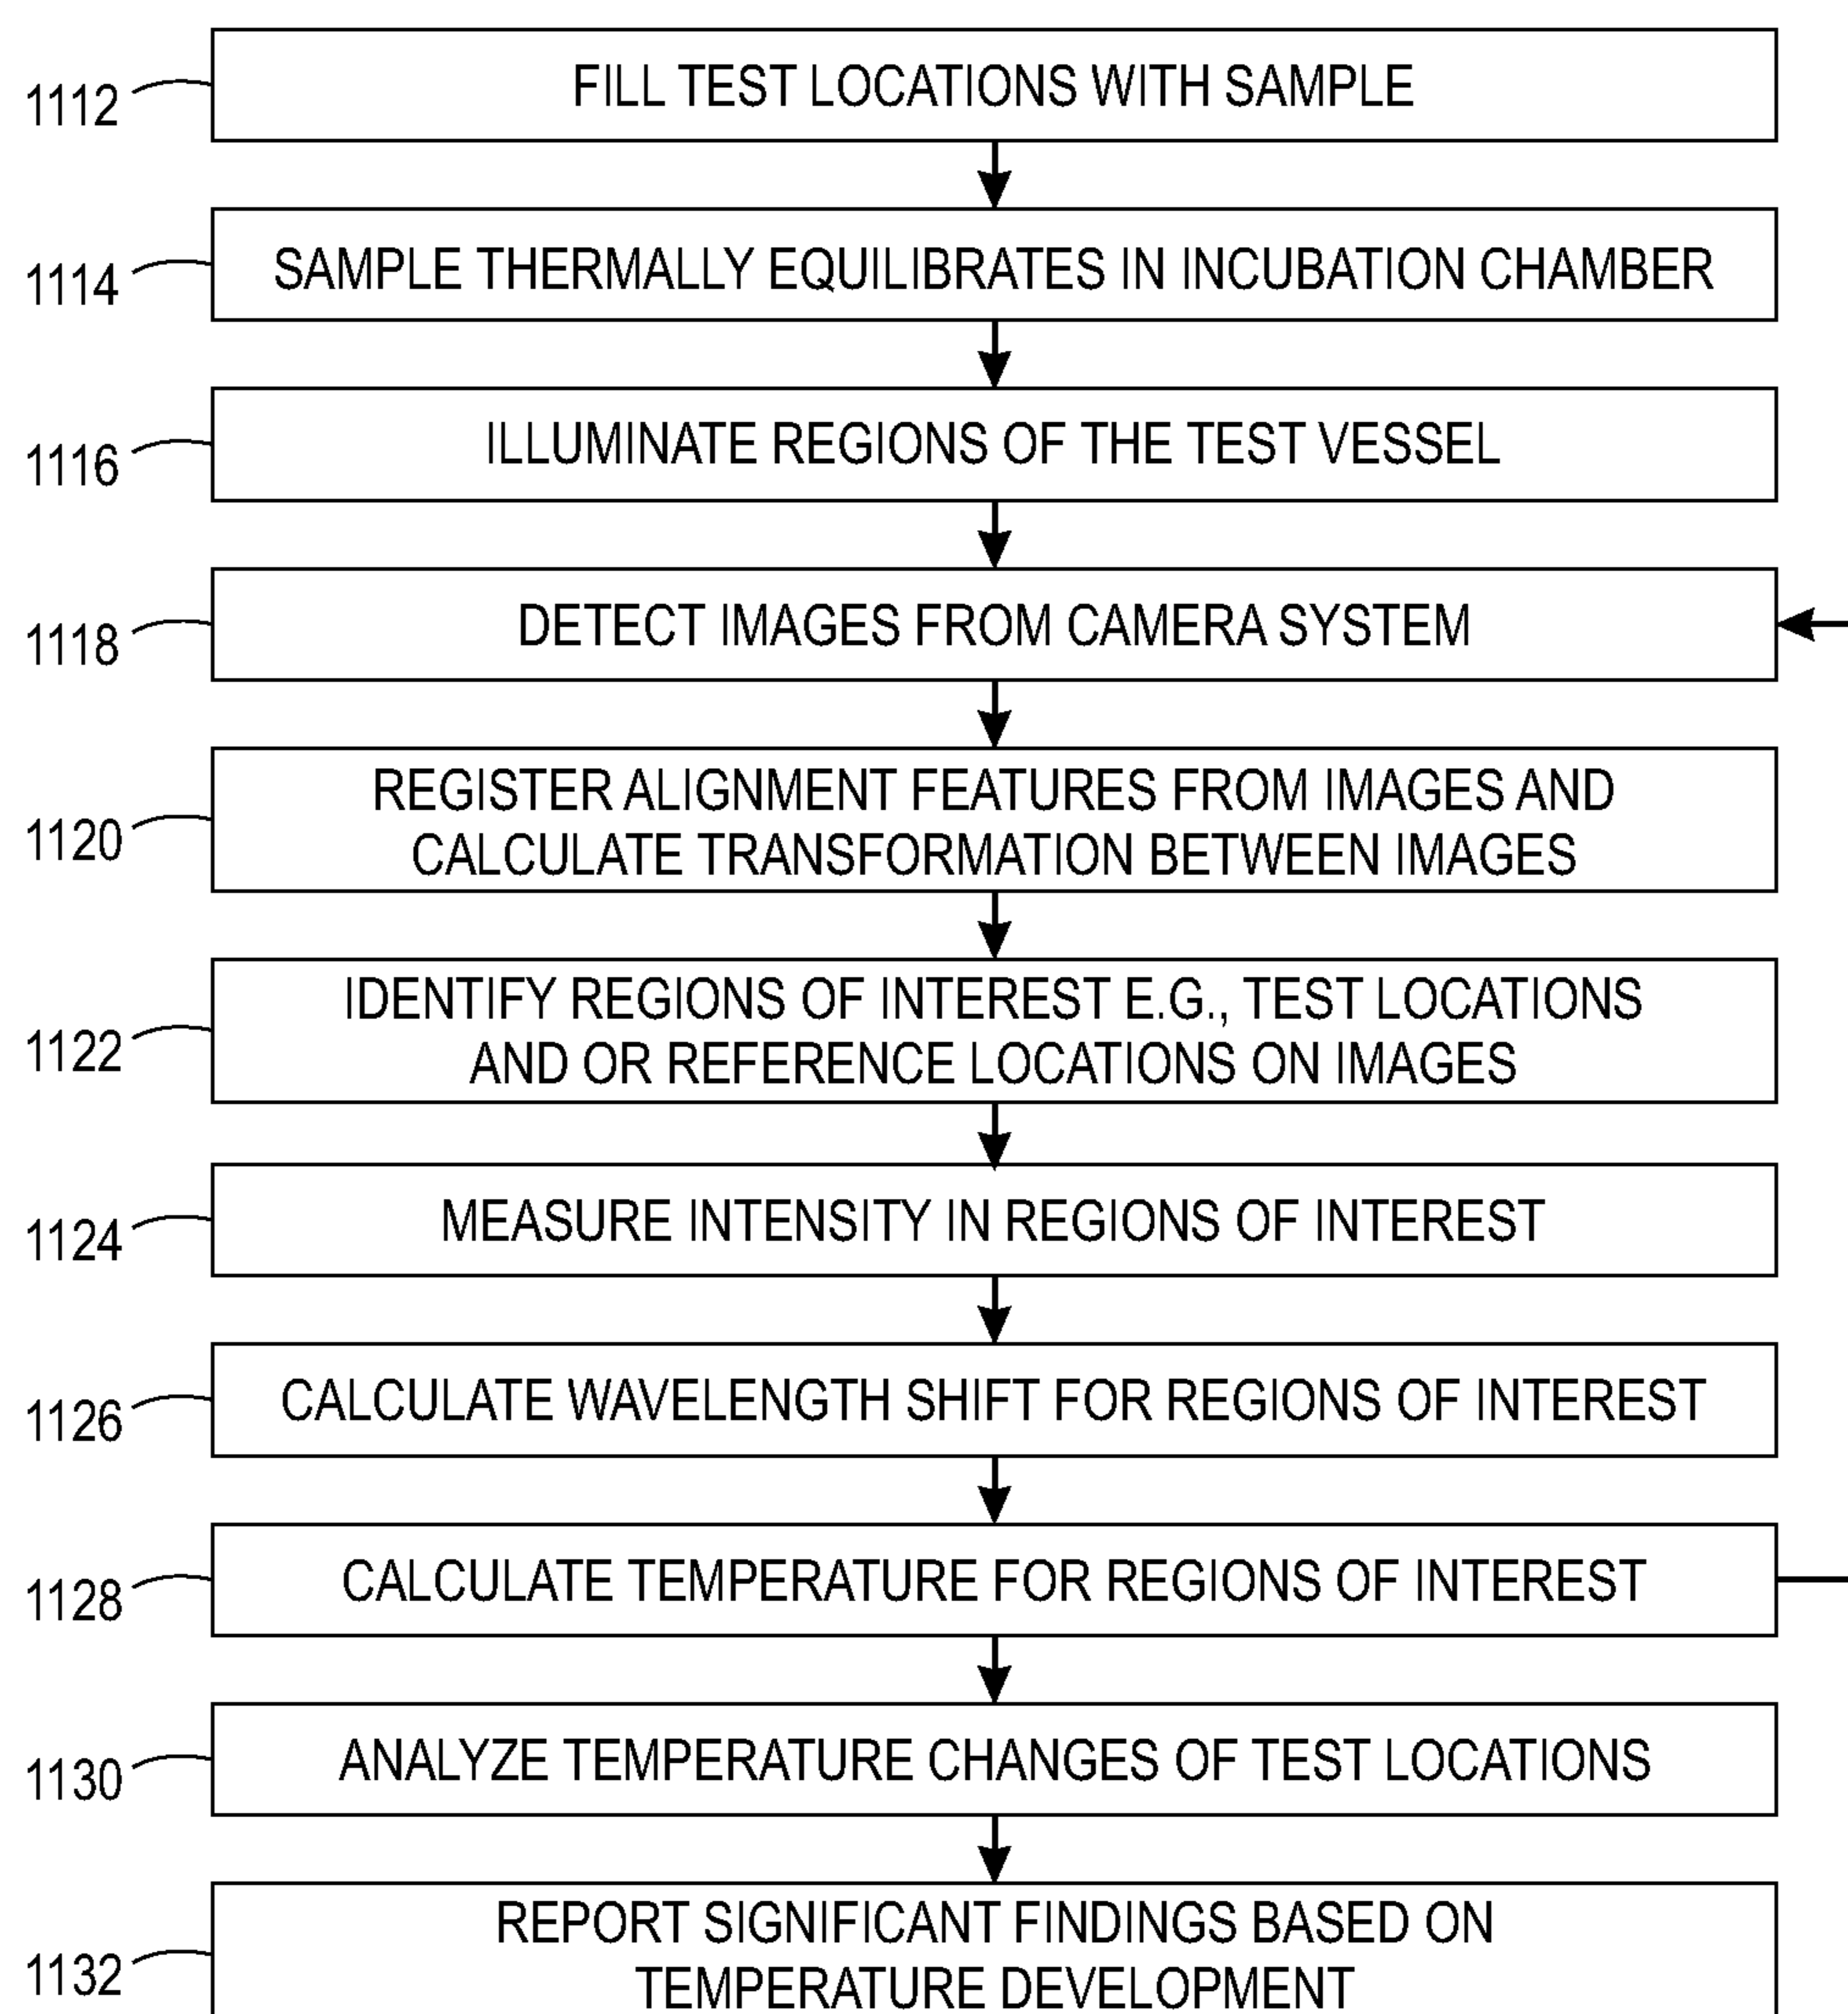 1112 FILL TEST LOCATIONS WITH SAMPLE
1114 SAMPLE THERMALLY EQUILIBRATES IN INCUBATION CHAMBER
1116 ILLUMINATE REGIONS OF THE TEST VESSEL
1118 DETECT IMAGES FROM CAMERA SYSTEM
1120 REGISTER ALIGNMENT FEATURES FROM IMAGES AND
CALCULATE TRANSFORMATION BETWEEN IMAGES
1122 IDENTIFY REGIONS OF INTEREST E.G., TEST LOCATIONS
AND OR REFERENCE LOCATIONS ON IMAGES
1124 MEASURE INTENSITY IN REGIONS OF INTEREST
1126 CALCULATE WAVELENGTH SHIFT FOR REGIONS OF INTEREST
1128 CALCULATE TEMPERATURE FOR REGIONS OF INTEREST
1130 ANALYZE TEMPERATURE CHANGES OF TEST LOCATIONS
1132 REPORT SIGNIFICANT FINDINGS BASED ON
TEMPERATURE DEVELOPMENT